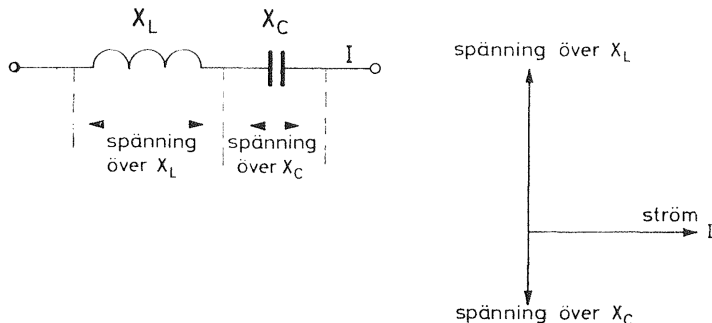 X_L X_C
I
spänning över X_L
spänning över X_C
spänning över X_L
ström I
spänning över X_C